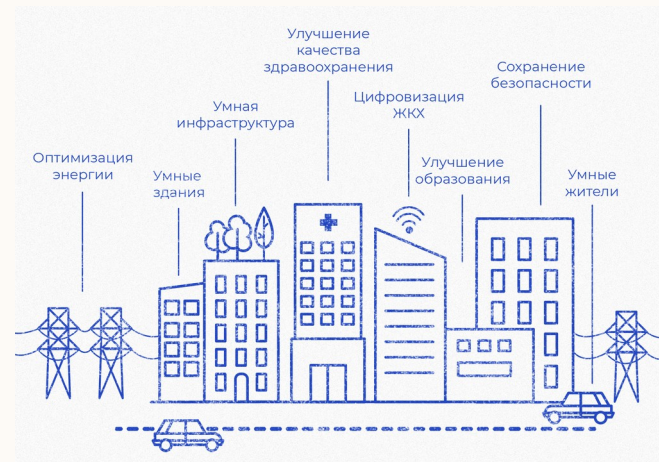 Улучшение
качества
здравоохранения
Сохранение
безопасности
Цифровизация
ЖКХ
Умная
инфраструктура
Оптимизация
энергии
Умные
здания
Улучшение
образования
Умные
жители